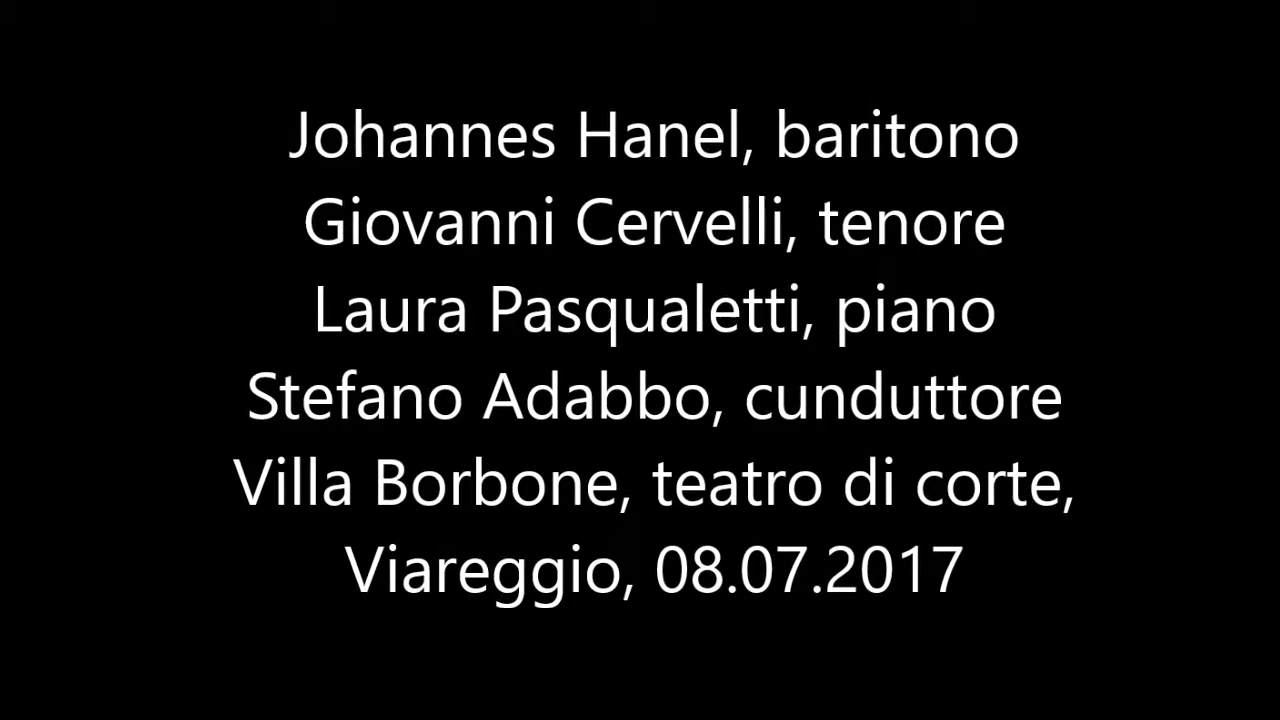 Johannes Hanel, baritono
Giovanni Cervelli, tenore
Laura Pasqualetti, piano
Stefano Adabbo, cunduttore
Villa Borbone, teatro di corte,
Viareggio, 08.07.2017